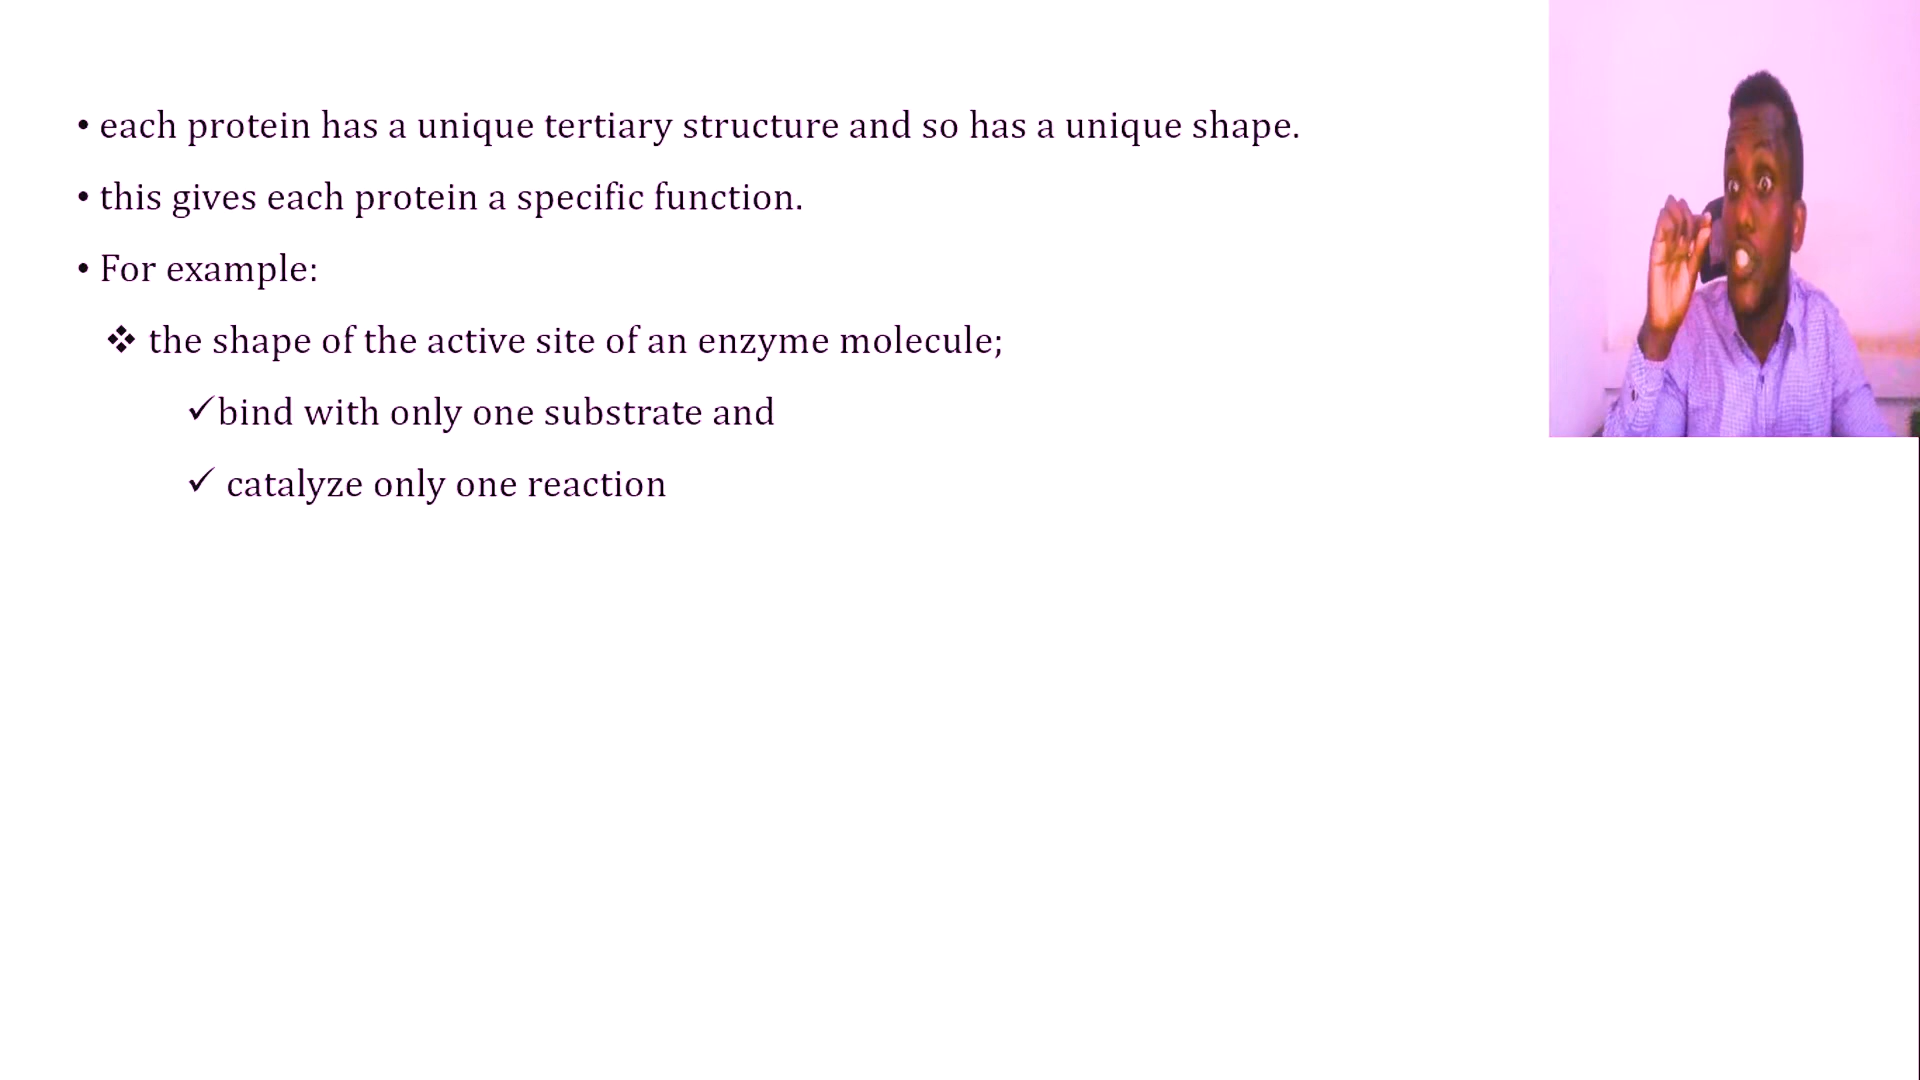 • each protein has a unique tertiary structure and so has a unique shape.
• this gives each protein a specific function.
• For example:
❖ the shape of the active site of an enzyme molecule;
✓bind with only one substrate and
✓ catalyze only one reaction